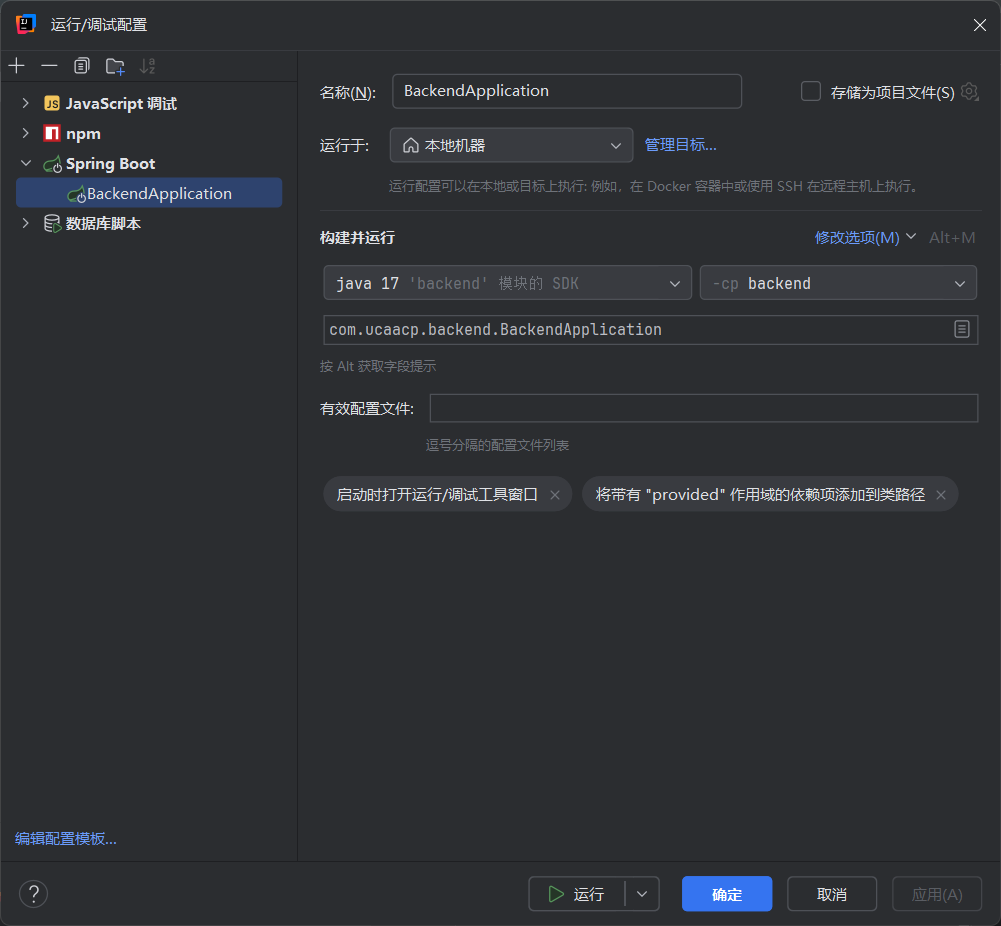 运行/调试配置
JavaScript 调试
npm
Spring Boot
BackendApplication
数据库脚本
编辑配置模板...
名称(N): BackendApplication 存储为项目文件(S)
运行于: 本地机器 管理目标...
运行配置可以在本地或目标上执行: 例如，在 Docker 容器中或使用 SSH 在远程主机上执行。
构建并运行 修改选项(M) Alt+M
java 17 'backend' 模块的 SDK -cp backend
com.ucaacp.backend.BackendApplication
按 Alt 获取字段提示
有效配置文件:
逗号分隔的配置文件列表
启动时打开运行/调试工具窗口 × 将带有 "provided" 作用域的依赖项添加到类路径 ×
? 运行 确定 取消 应用(A)